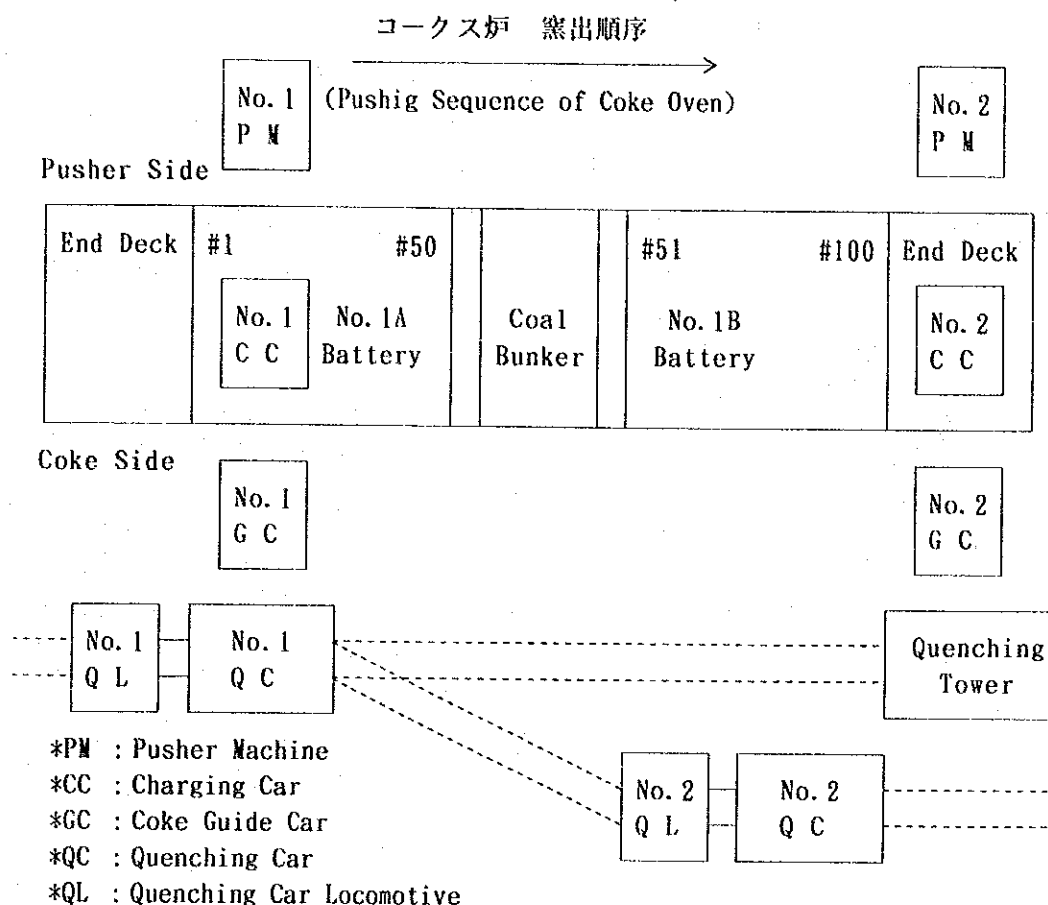 コークス炉 窯出順序
No. 1
P M
(Pushig Sequence of Coke Oven)
No. 2
P M
Pusher Side
End Deck
#1
#50
#51
#100
End Deck
No. 1
C C
No. 1A
Battery
Coal
Bunker
No. 1B
Battery
No. 2
C C
Coke Side
No. 1
G C
No. 2
G C
No. 1
Q L
No. 1
Q C
Quenching
Tower
No. 2
Q L
No. 2
Q C
*PM : Pusher Machine
*CC : Charging Car
*GC : Coke Guide Car
*QC : Quenching Car
*QL : Quenching Car Locomotive